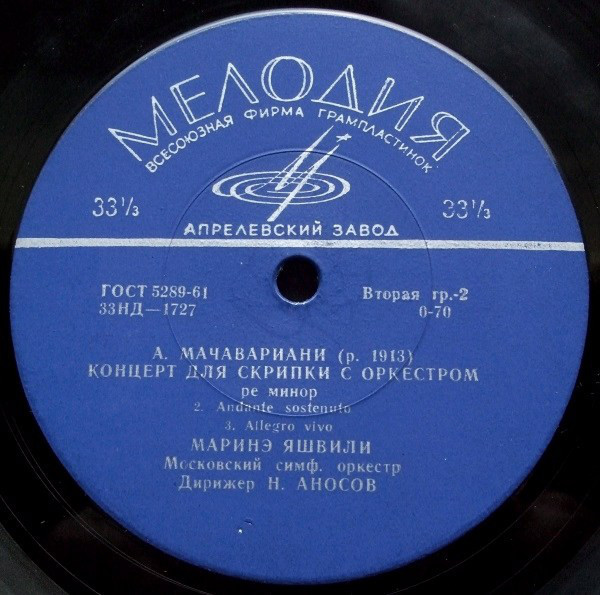 МЕЛОДИЯ
ВСЕСОЮЗНАЯ ФИРМА ГРАМПЛАСТИНОК
33⅓ 33⅓
АПРЕЛЕВСКИЙ ЗАВОД
ГОСТ 5289-61 Вторая гр.-2
33НД—1727 0-70
А. МАЧАВАРИАНИ (р. 1913)
КОНЦЕРТ ДЛЯ СКРИПКИ С ОРКЕСТРОМ
ре минор
2. Andante sostenuto
3. Allegro vivo
МАРИНЭ ЯШВИЛИ
Московский симф. оркестр
Дирижер Н. АНОСОВ